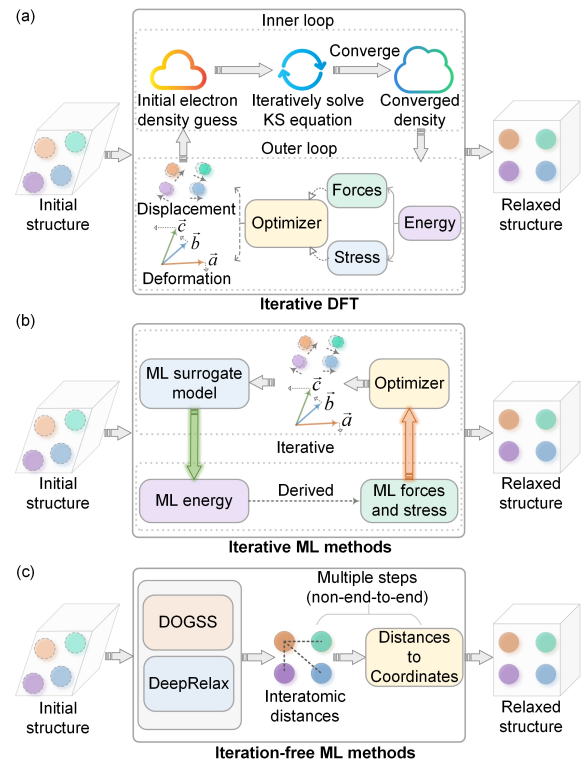 (a)
Inner loop
Converge
Initial electron
density guess
Iteratively solve
KS equation
Converged
density
Outer loop
Initial
structure
Displacement
Deformation
c⃗
b⃗
a⃗
Optimizer
Forces
Stress
Energy
Relaxed
structure
Iterative DFT
(b)
ML surrogate
model
c⃗
b⃗
a⃗
Optimizer
Iterative
Initial
structure
ML energy
Derived
ML forces
and stress
Relaxed
structure
Iterative ML methods
(c)
Multiple steps
(non-end-to-end)
DOGSS
DeepRelax
Initial
structure
Interatomic
distances
Distances
to
Coordinates
Relaxed
structure
Iteration-free ML methods